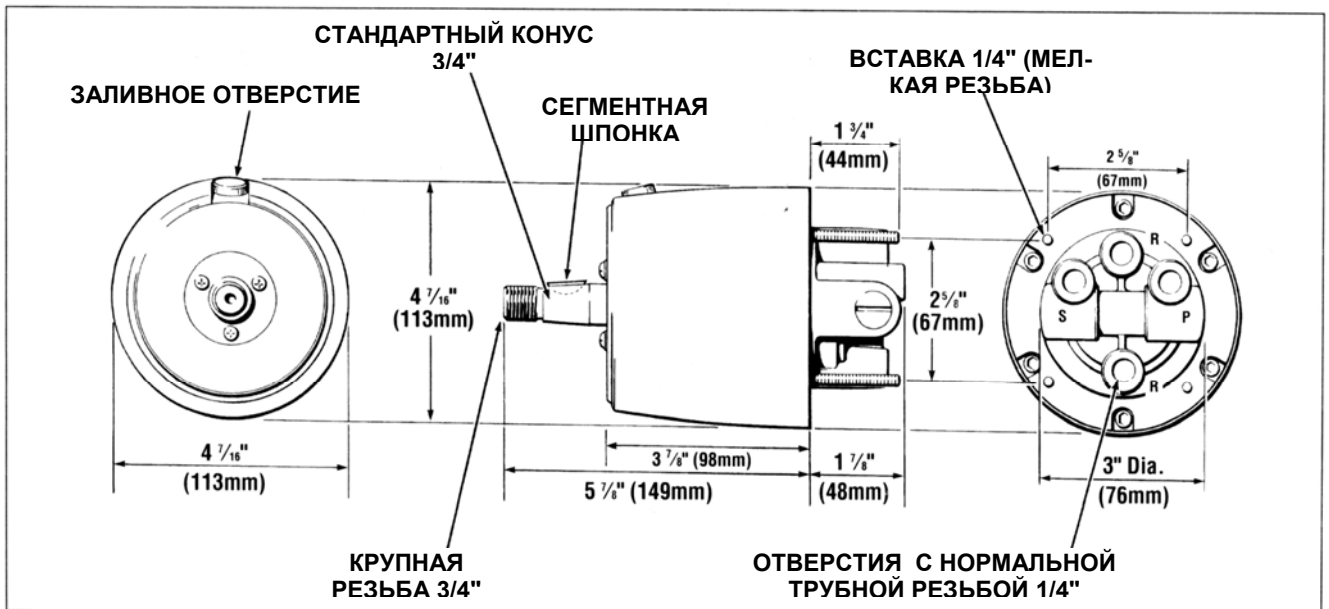 СТАНДАРТНЫЙ КОНУС
3/4"
ЗАЛИВНОЕ ОТВЕРСТИЕ
СЕГМЕНТНАЯ
ШПОНКА
ВСТАВКА 1/4" (МЕЛ-
КАЯ РЕЗЬБА)
1 3/4"
(44mm)
2 5/8"
(67mm)
4 7/16"
(113mm)
2 5/8"
(67mm)
R
S
P
R
4 7/16"
(113mm)
3 7/8" (98mm)
5 7/8" (149mm)
1 7/8"
(48mm)
3" Dia.
(76mm)
КРУПНАЯ
РЕЗЬБА 3/4"
ОТВЕРСТИЯ С НОРМАЛЬНОЙ
ТРУБНОЙ РЕЗЬБОЙ 1/4"